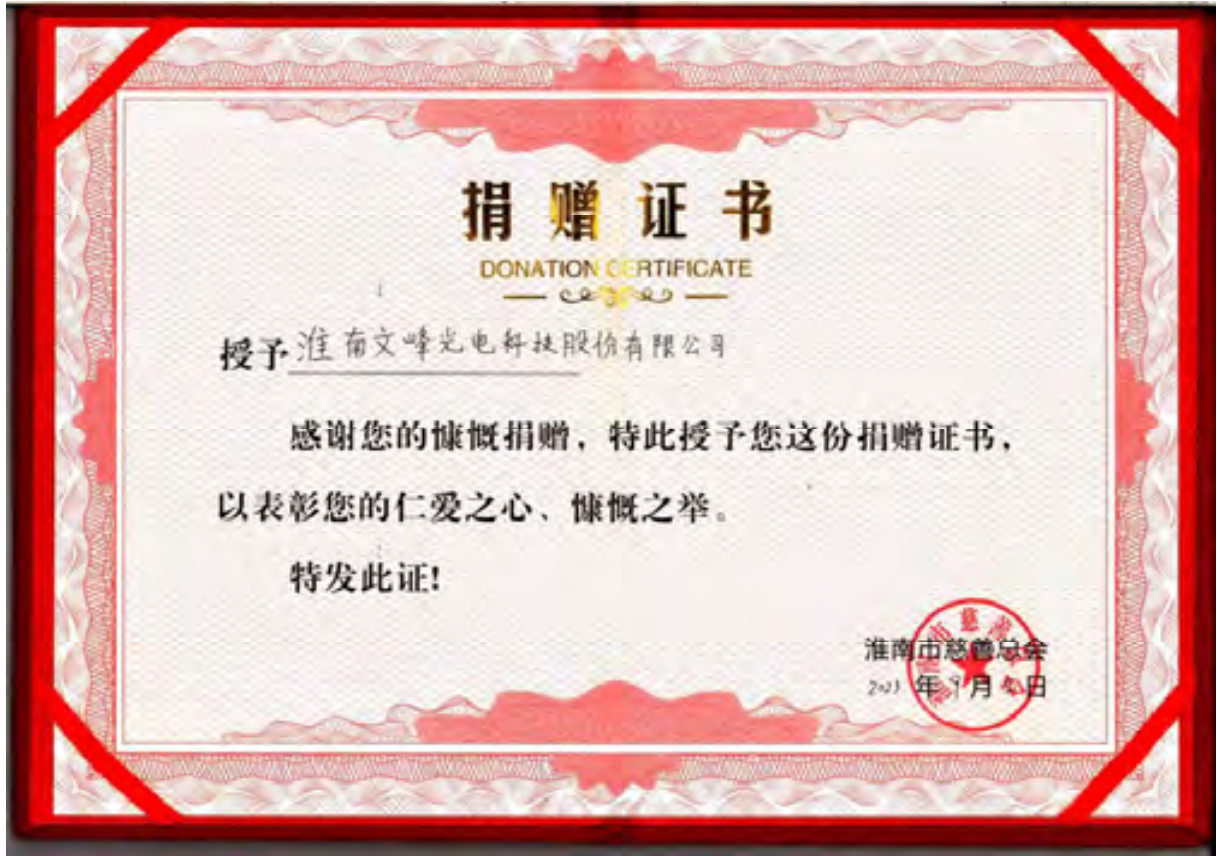 捐赠证书
DONATION CERTIFICATE
授予淮南文峰光电科技股份有限公司
感谢您的慷慨捐赠，特此授予您这份捐赠证书，
以表彰您的仁爱之心、慷慨之举。
特发此证!
淮南市慈善总会
年9月 日